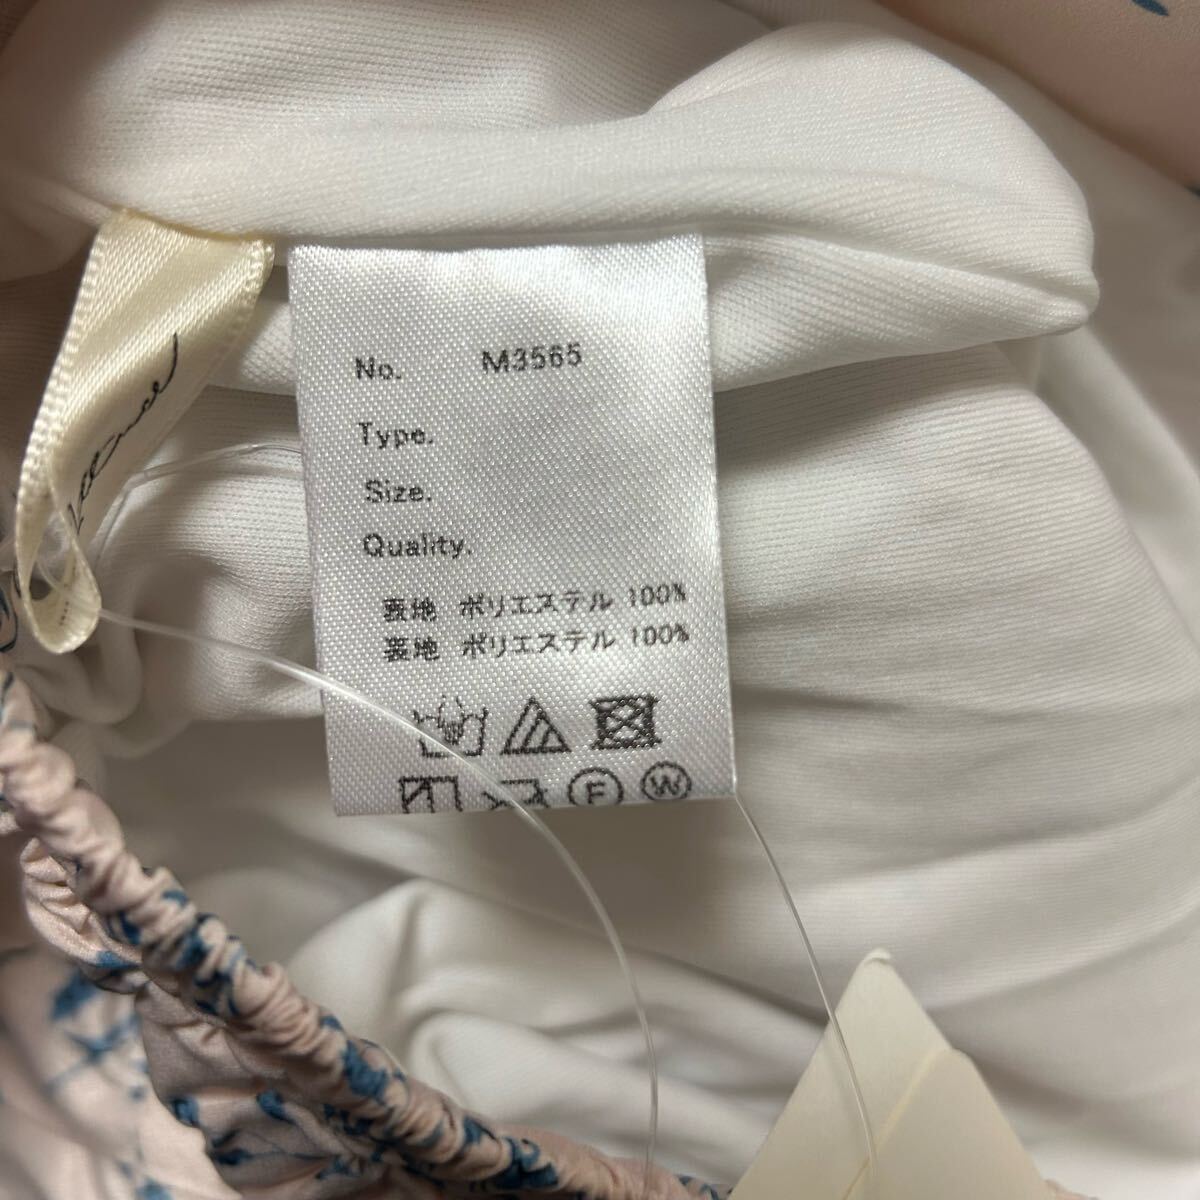 No. M3565
Type.
Size.
Quality.
表地 ポリエステル 100%
裏地 ポリエステル 100%
F W